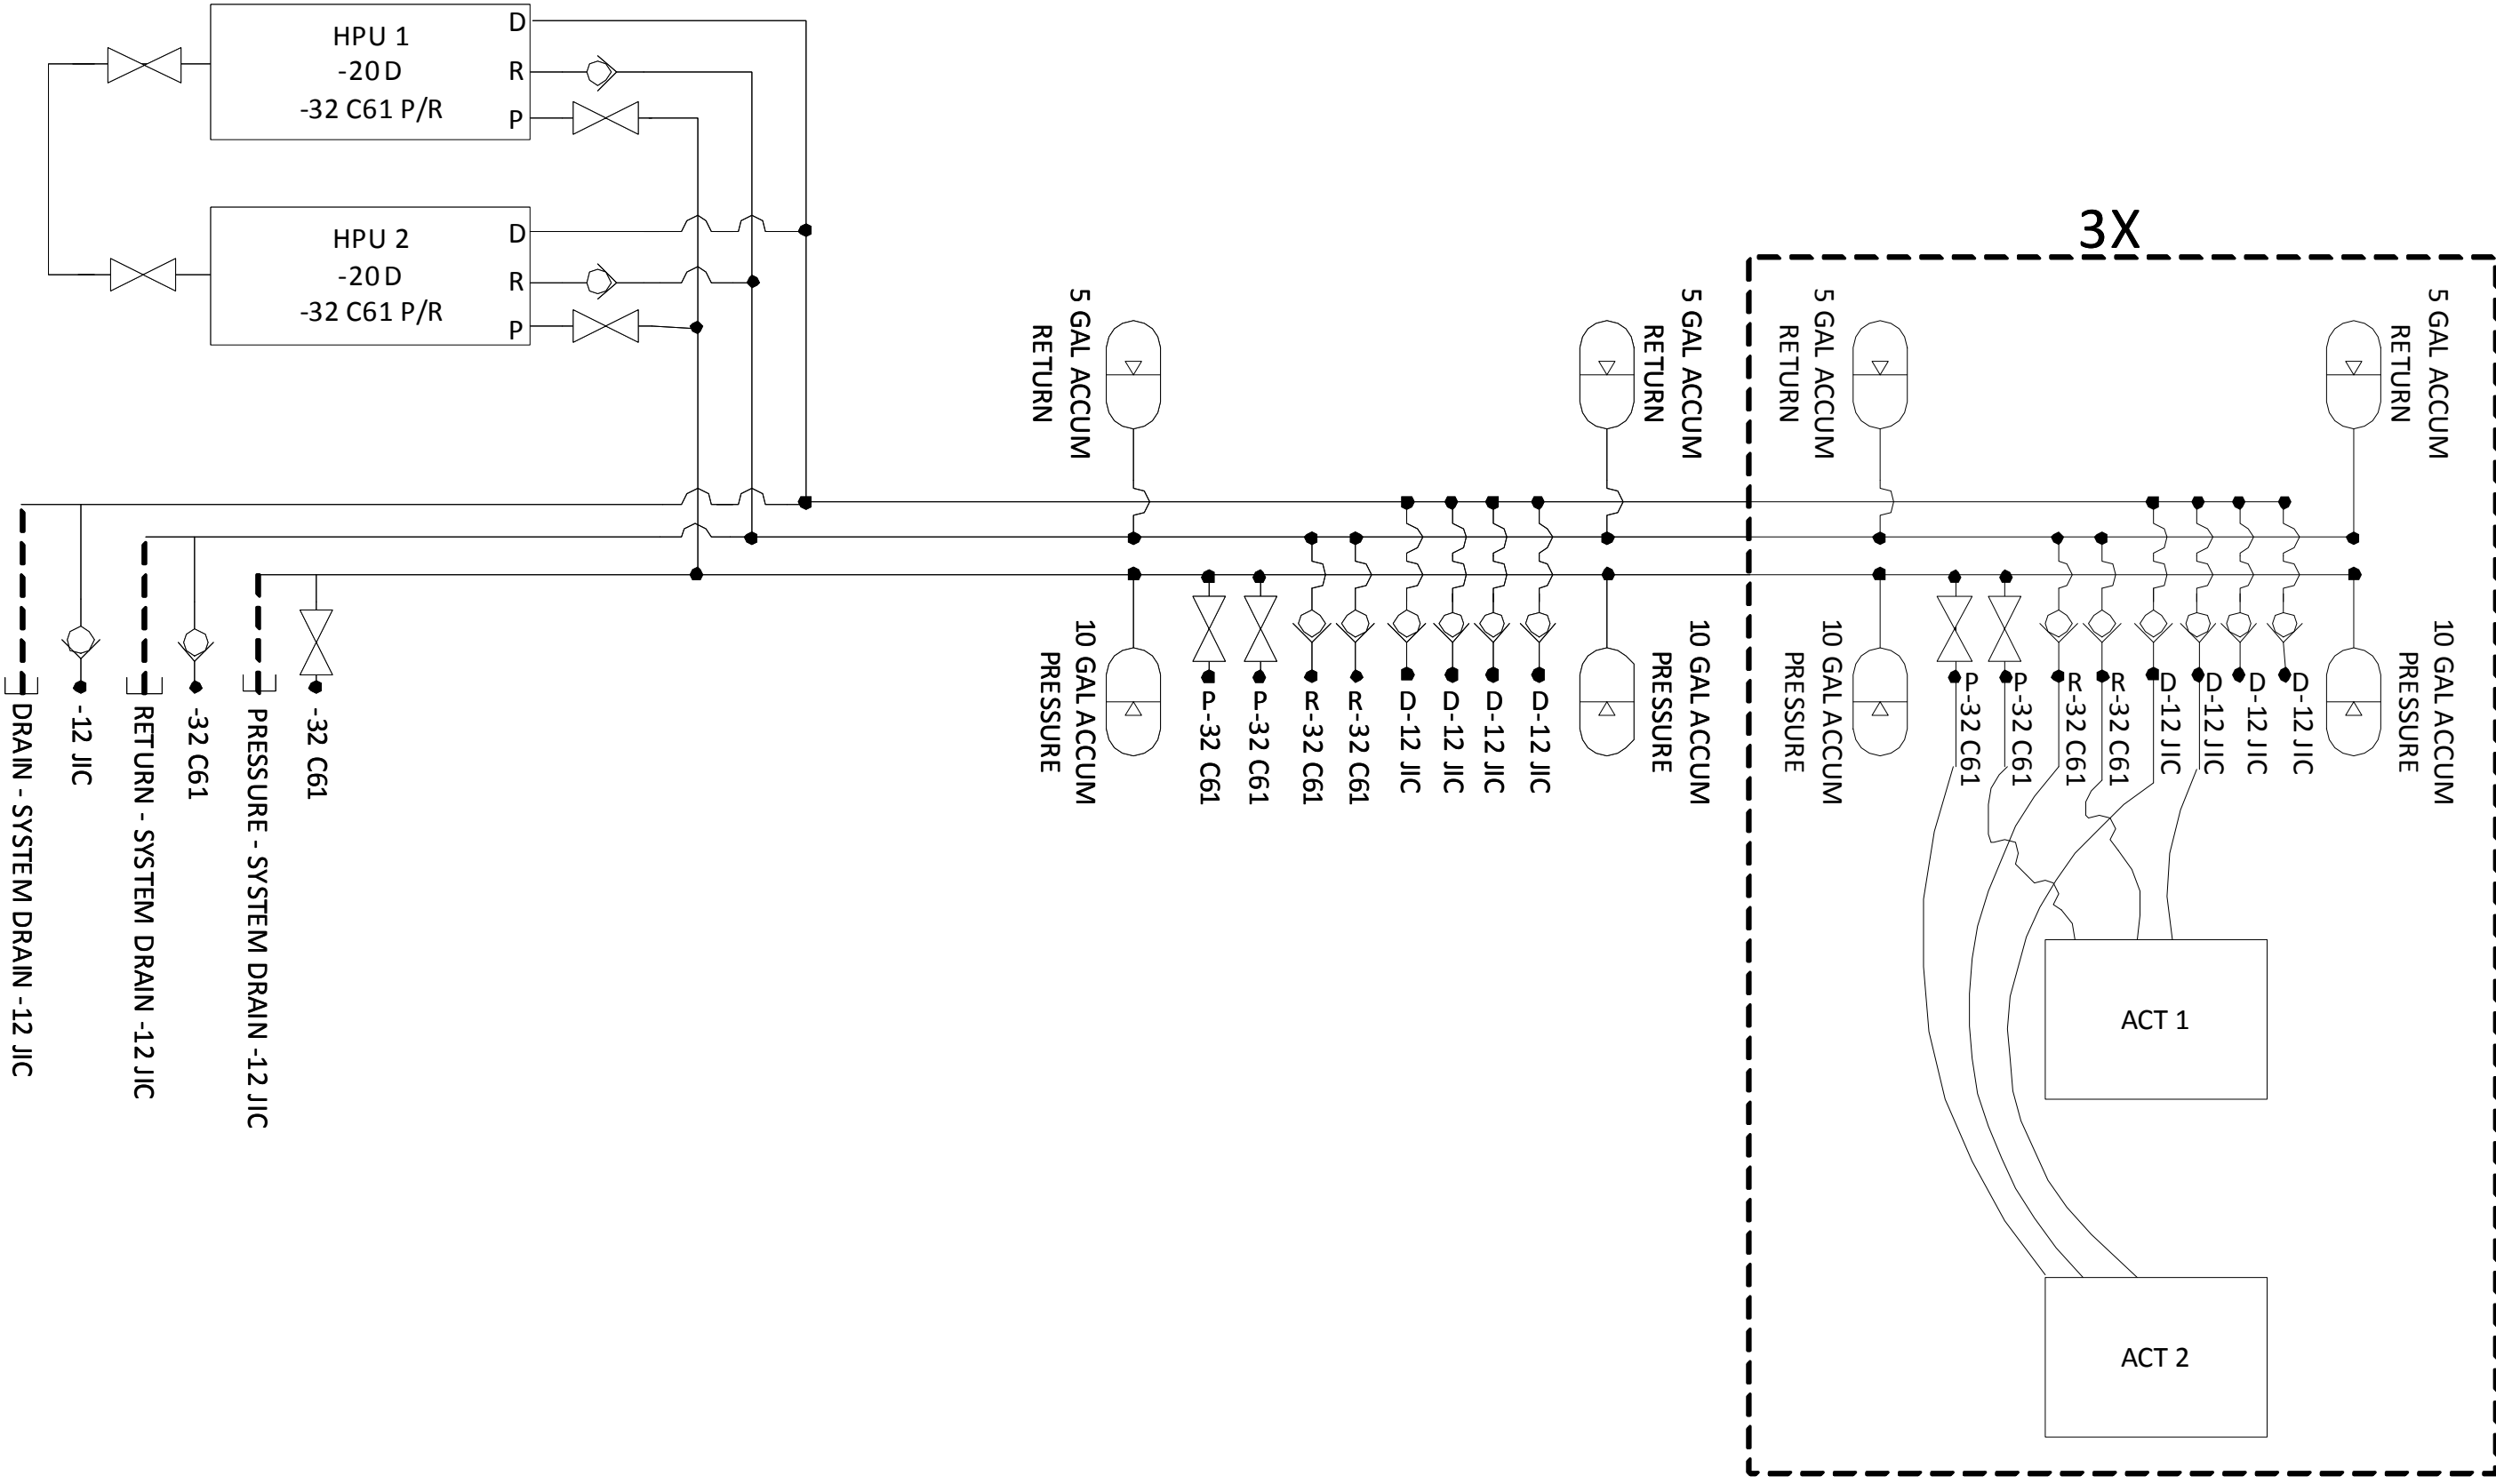 HPU 1
-20 D
-32 C61 P/R
D
R
P
HPU 2
-20 D
-32 C61 P/R
D
R
P
3X
5 GAL ACCUM
RETURN
5 GAL ACCUM
RETURN
5 GAL ACCUM
RETURN
5 GAL ACCUM
RETURN
10 GAL ACCUM
PRESSURE
P-32 C61
P-32 C61
R-32 C61
R-32 C61
D-12 JIC
D-12 JIC
D-12 JIC
D-12 JIC
10 GAL ACCUM
PRESSURE
10 GAL ACCUM
PRESSURE
P-32 C61
P-32 C61
R-32 C61
R-32 C61
D-12 JIC
D-12 JIC
D-12 JIC
D-12 JIC
10 GAL ACCUM
PRESSURE
DRAIN - SYSTEM DRAIN -12 JIC
-12 JIC
RETURN - SYSTEM DRAIN -12 JIC
-32 C61
PRESSURE - SYSTEM DRAIN -12 JIC
-32 C61
ACT 1
ACT 2